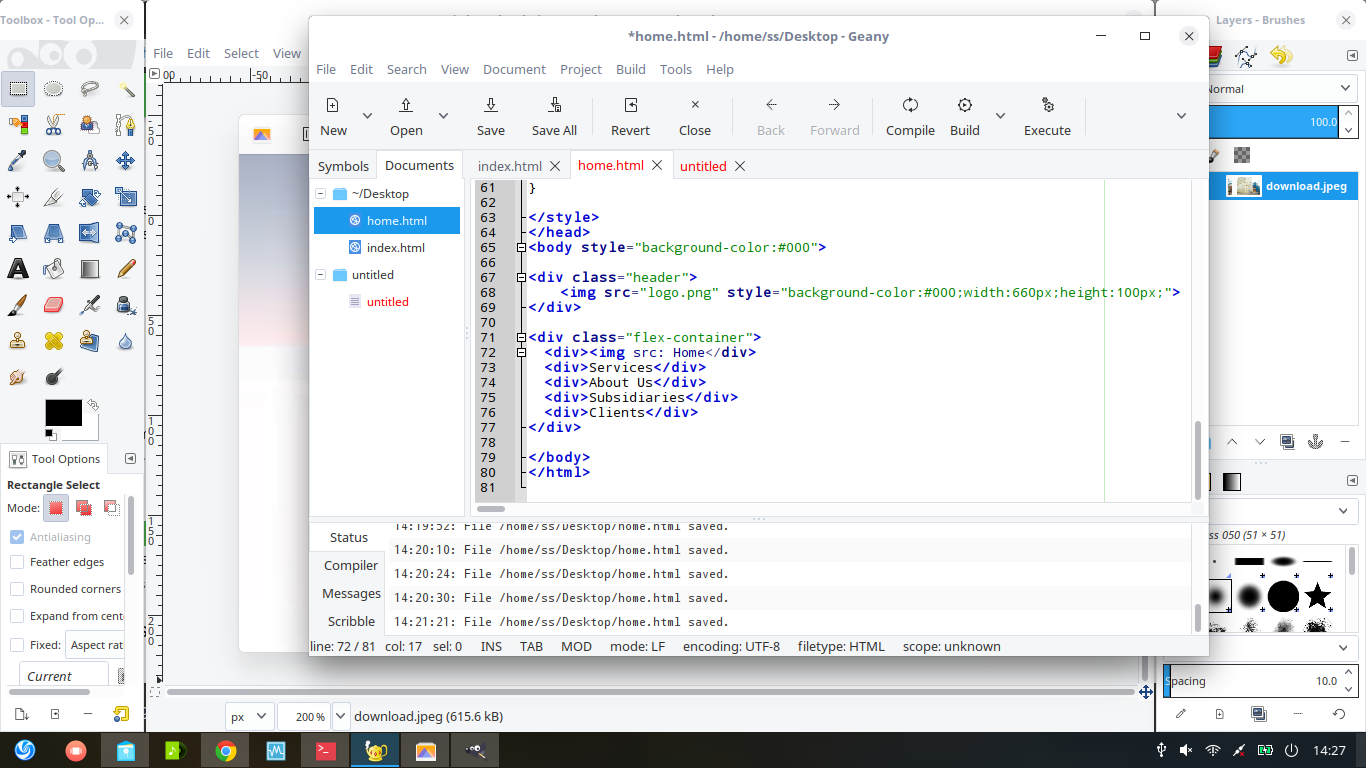 Toolbox - Tool Op...
File Edit Select View
00 -50
Mode:
Tool Options
Rectangle Select
Antialiasing
Feather edges
Rounded corners
Expand from cent
Fixed: Aspect rat
Current
px 200 % download.jpeg (615.6 kB)
*home.html - /home/ss/Desktop - Geany
File Edit Search View Document Project Build Tools Help
New Open Save Save All Revert Close Back Forward Compile Build Execute
Symbols Documents
index.html home.html untitled
~/Desktop
home.html
index.html
untitled
untitled
61 }
62
63 </style>
64 </head>
65 <body style="background-color:#000">
66
67 <div class="header">
68 <img src="logo.png" style="background-color:#000;width:660px;height:100px;">
69 </div>
70
71 <div class="flex-container">
72 <div><img src: Home</div>
73 <div>Services</div>
74 <div>About Us</div>
75 <div>Subsidiaries</div>
76 <div>Clients</div>
77 </div>
78
79 </body>
80 </html>
81
Status
Compiler
Messages
Scribble
14:19:52: File /home/ss/Desktop/home.html saved.
14:20:10: File /home/ss/Desktop/home.html saved.
14:20:24: File /home/ss/Desktop/home.html saved.
14:20:30: File /home/ss/Desktop/home.html saved.
14:21:21: File /home/ss/Desktop/home.html saved.
line: 72 / 81 col: 17 sel: 0 INS TAB MOD mode: LF encoding: UTF-8 filetype: HTML scope: unknown
Layers - Brushes
Normal
100.0
download.jpeg
ss 050 (51 × 51)
Spacing 10.0
14:27